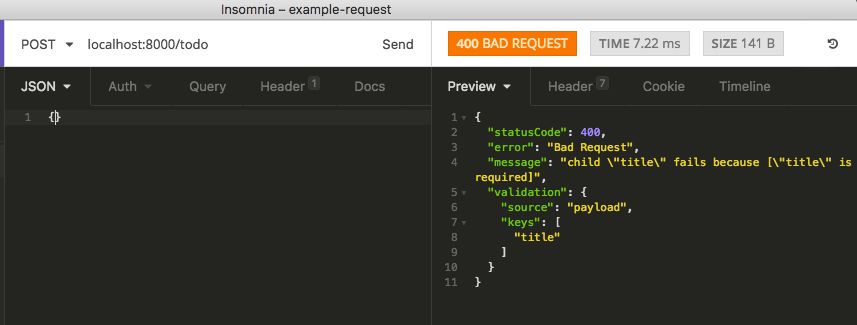 Insomnia – example-request
POST localhost:8000/todo Send 400 BAD REQUEST TIME 7.22 ms SIZE 141 B
JSON Auth Query Header 1 Docs Preview Header 7 Cookie Timeline
1 {}
1 {
2 "statusCode": 400,
3 "error": "Bad Request",
4 "message": "child \"title\" fails because [\"title\" is
required]",
5 "validation": {
6 "source": "payload",
7 "keys": [
8 "title"
9 ]
10 }
11 }